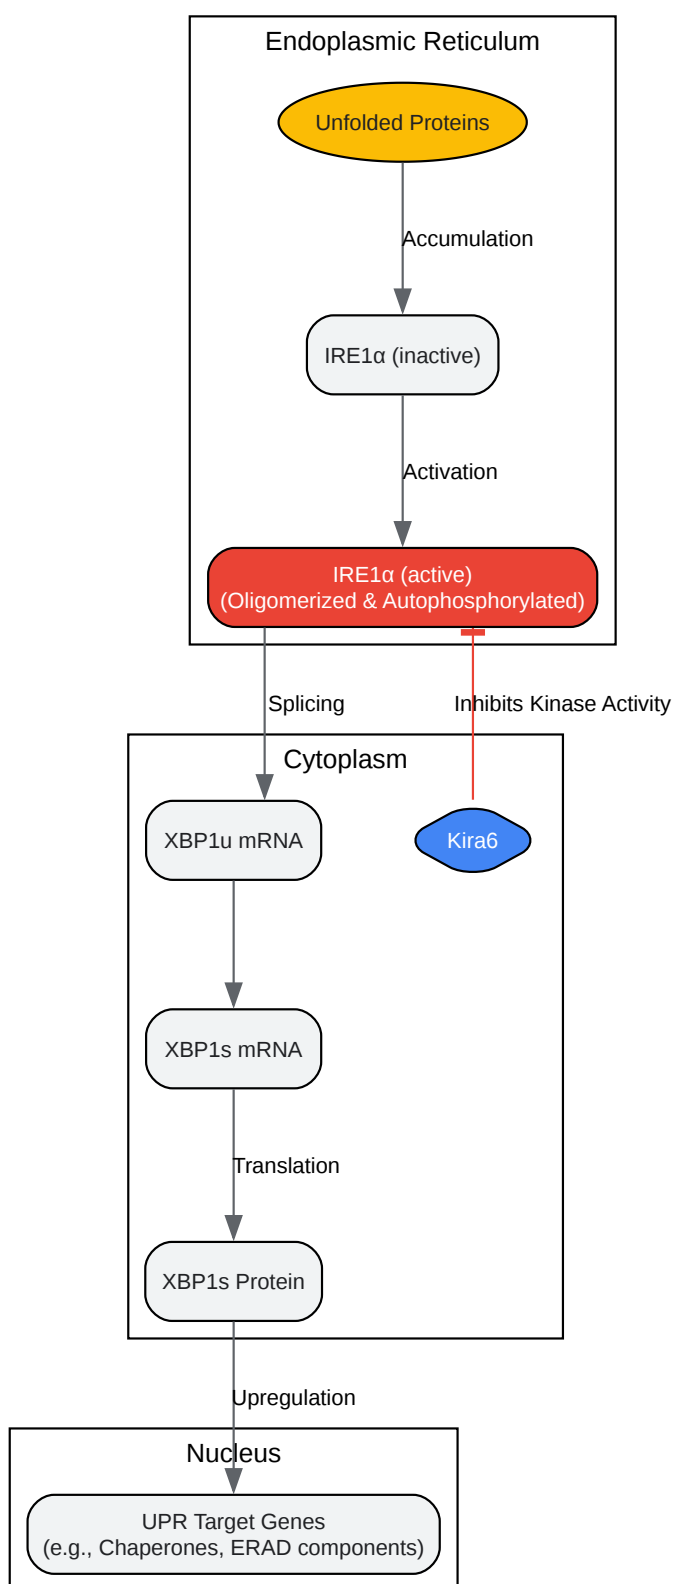 Endoplasmic Reticulum
Unfolded Proteins
Accumulation
IRE1α (inactive)
Activation
IRE1α (active)
(Oligomerized & Autophosphorylated)
Splicing
Inhibits Kinase Activity
Cytoplasm
XBP1u mRNA
Kira6
XBP1s mRNA
Translation
XBP1s Protein
Upregulation
Nucleus
UPR Target Genes
(e.g., Chaperones, ERAD components)